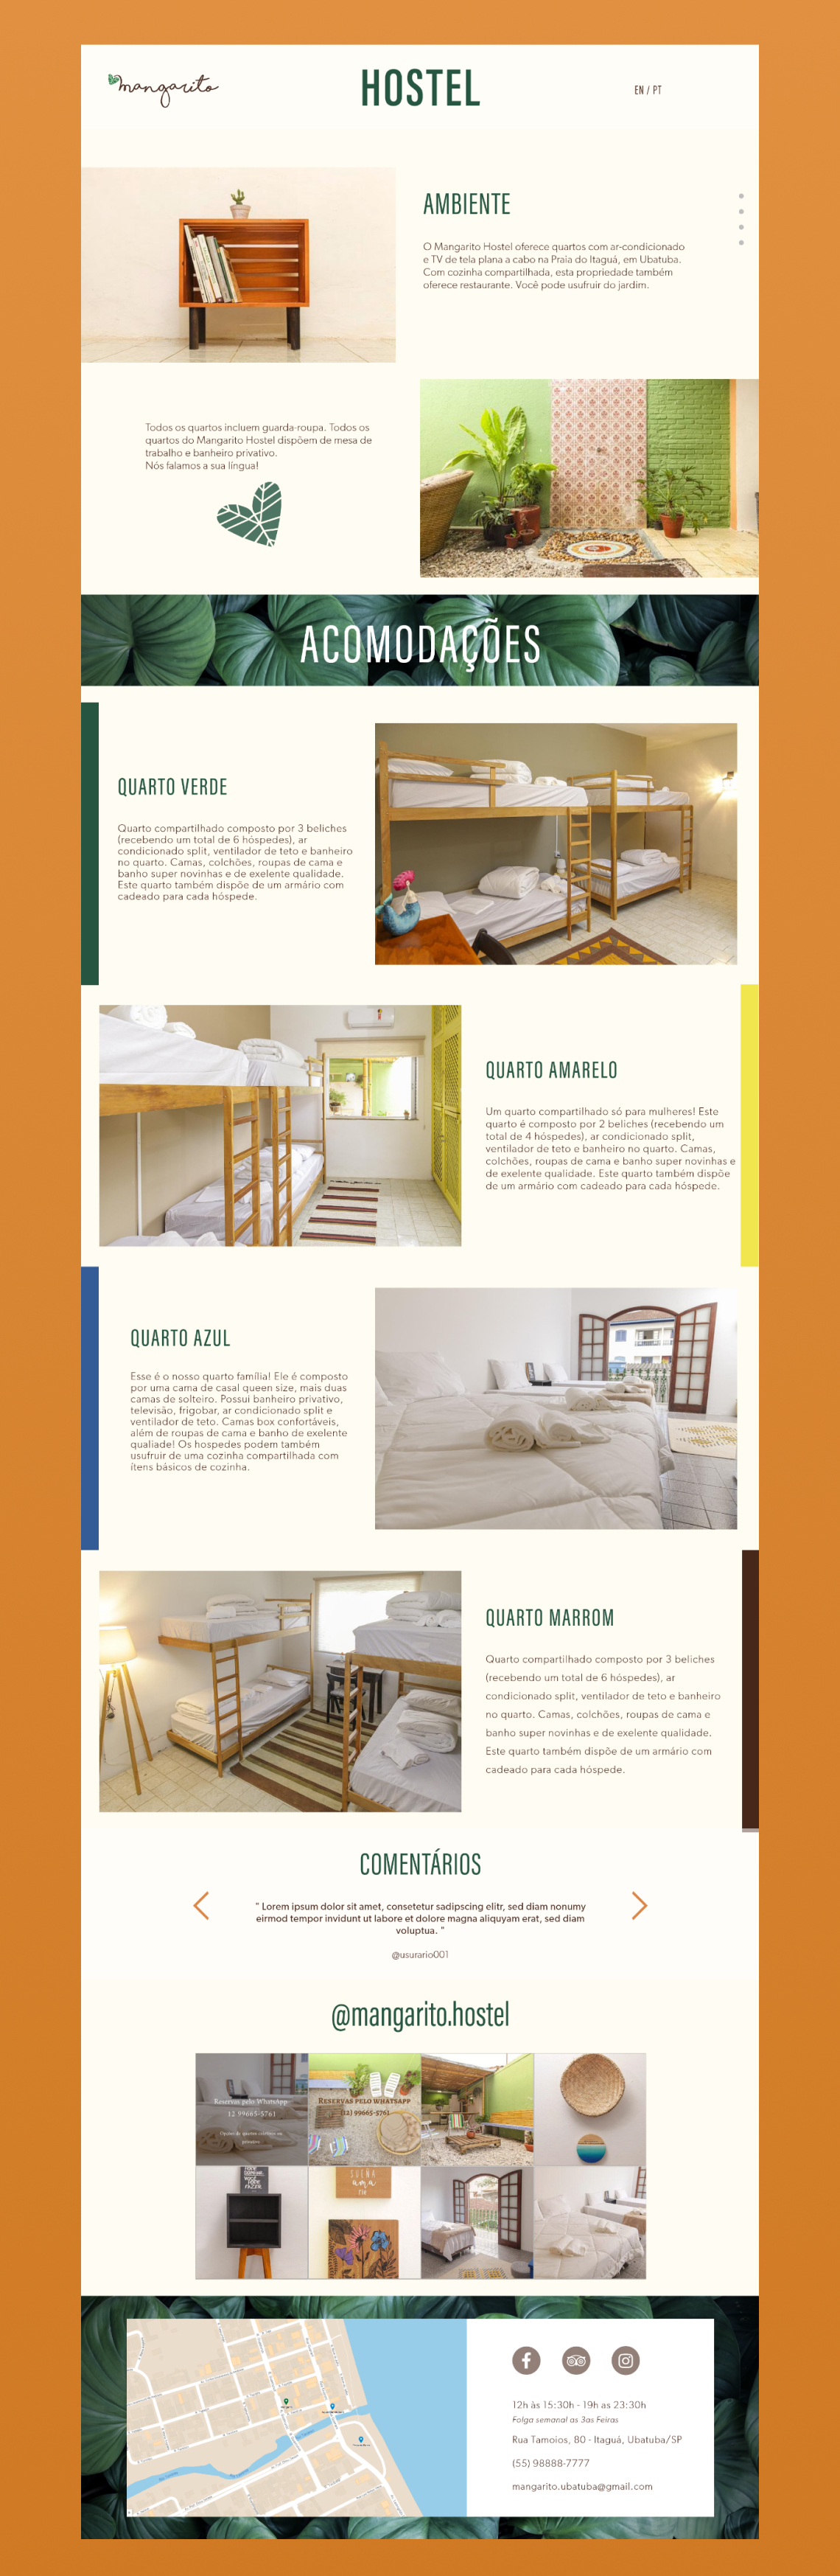 mangarito
HOSTEL
EN / PT
AMBIENTE
O Mangarito Hostel oferece quartos com ar-condicionado
e TV de tela plana a cabo na Praia do Itaguá, em Ubatuba.
Com cozinha compartilhada, esta propriedade também
oferece restaurante. Você pode usufruir do jardim.
Todos os quartos incluem guarda-roupa. Todos os
quartos do Mangarito Hostel dispõem de mesa de
trabalho e banheiro privativo.
Nós falamos a sua língua!
ACOMODAÇÕES
QUARTO VERDE
Quarto compartilhado composto por 3 beliches
(recebendo um total de 6 hóspedes), ar
condicionado split, ventilador de teto e banheiro
no quarto. Camas, colchões, roupas de cama e
banho super novinhas e de exelente qualidade.
Este quarto também dispõe de um armário com
cadeado para cada hóspede.
QUARTO AMARELO
Um quarto compartilhado só para mulheres! Este
quarto é composto por 2 beliches (recebendo um
total de 4 hóspedes), ar condicionado split,
ventilador de teto e banheiro no quarto. Camas,
colchões, roupas de cama e banho super novinhas e
de exelente qualidade. Este quarto também dispõe
de um armário com cadeado para cada hóspede.
QUARTO AZUL
Esse é o nosso quarto família! Ele é composto
por uma cama de casal queen size, mais duas
camas de solteiro. Possui banheiro privativo,
televisão, frigobar, ar condicionado split e
ventilador de teto. Camas box confortáveis,
além de roupas de cama e banho de exelente
qualiade! Os hospedes podem também
usufruir de uma cozinha compartilhada com
ítens básicos de cozinha.
QUARTO MARROM
Quarto compartilhado composto por 3 beliches
(recebendo um total de 6 hóspedes), ar
condicionado split, ventilador de teto e banheiro
no quarto. Camas, colchões, roupas de cama e
banho super novinhas e de exelente qualidade.
Este quarto também dispõe de um armário com
cadeado para cada hóspede.
COMENTÁRIOS
" Lorem ipsum dolor sit amet, consetetur sadipscing elitr, sed diam nonumy
eirmod tempor invidunt ut labore et dolore magna aliquyam erat, sed diam
voluptua. "
@usurario001
@mangarito.hostel
Reservas pelo WhatsApp
12 99665-5761
RESERVAS PELO WHATSAPP
(12) 99665-5761
VOCÊ
PODE
FAZER
SUEÑA
12h às 15:30h - 19h as 23:30h
Folga semanal as 3as Feiras
Rua Tamoios, 80 - Itaguá, Ubatuba/SP
(55) 98888-7777
mangarito.ubatuba@gmail.com